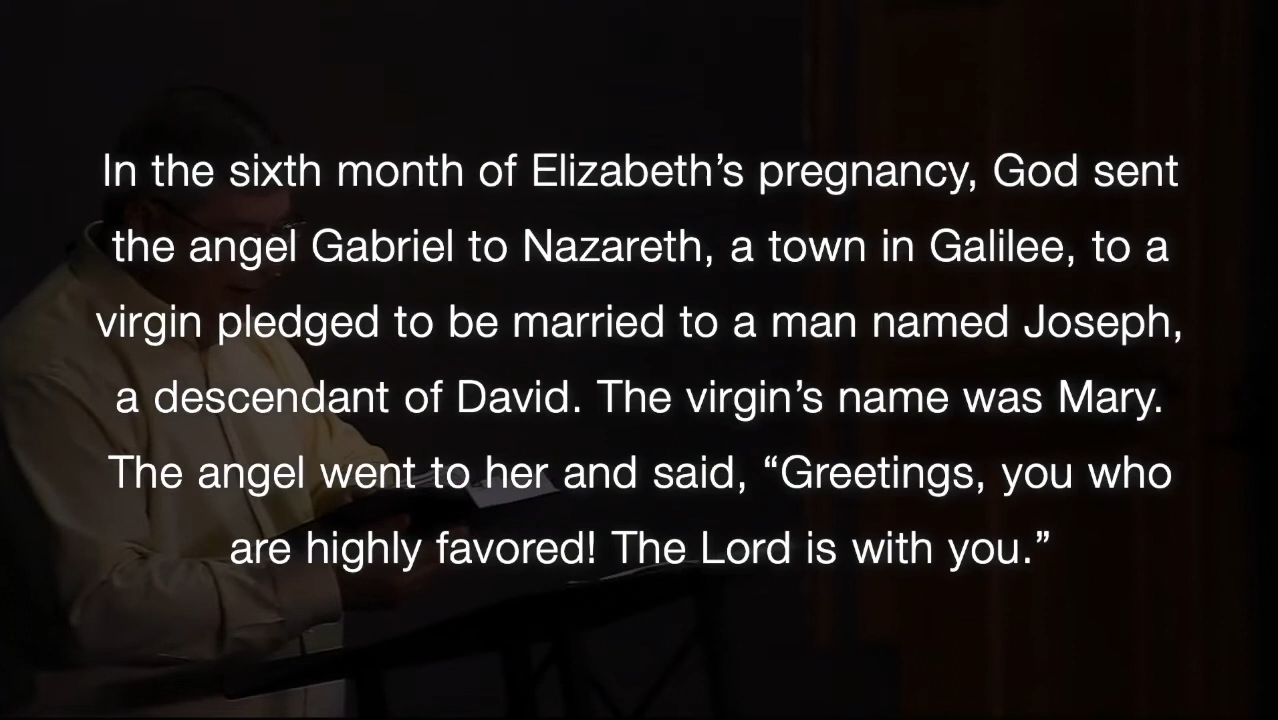 In the sixth month of Elizabeth’s pregnancy, God sent
the angel Gabriel to Nazareth, a town in Galilee, to a
virgin pledged to be married to a man named Joseph,
a descendant of David. The virgin’s name was Mary.
The angel went to her and said, “Greetings, you who
are highly favored! The Lord is with you.”